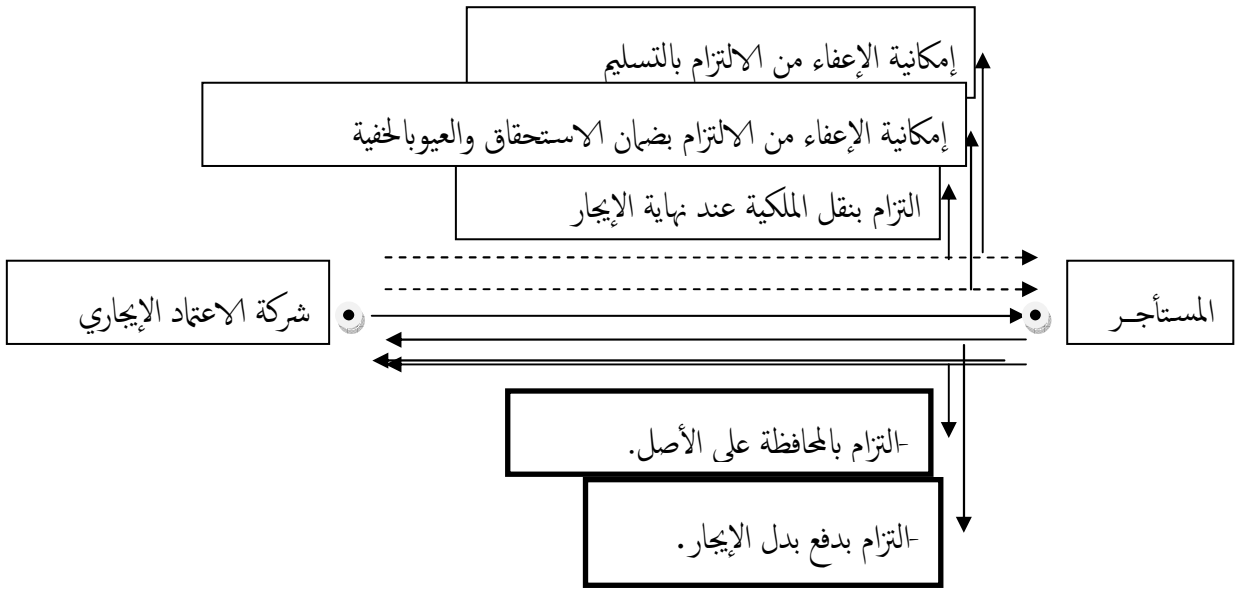 إمكانية الإعفاء من الالتزام بالتسليم
إمكانية الإعفاء من الالتزام بضمان الاستحقاق والعيوبالخفية
التزام بنقل الملكية عند نهاية الإيجار
المستأجـر
شركة الاعتماد الإيجاري
-التزام بالمحافظة على الأصل.
-التزام بدفع بدل الإيجار.